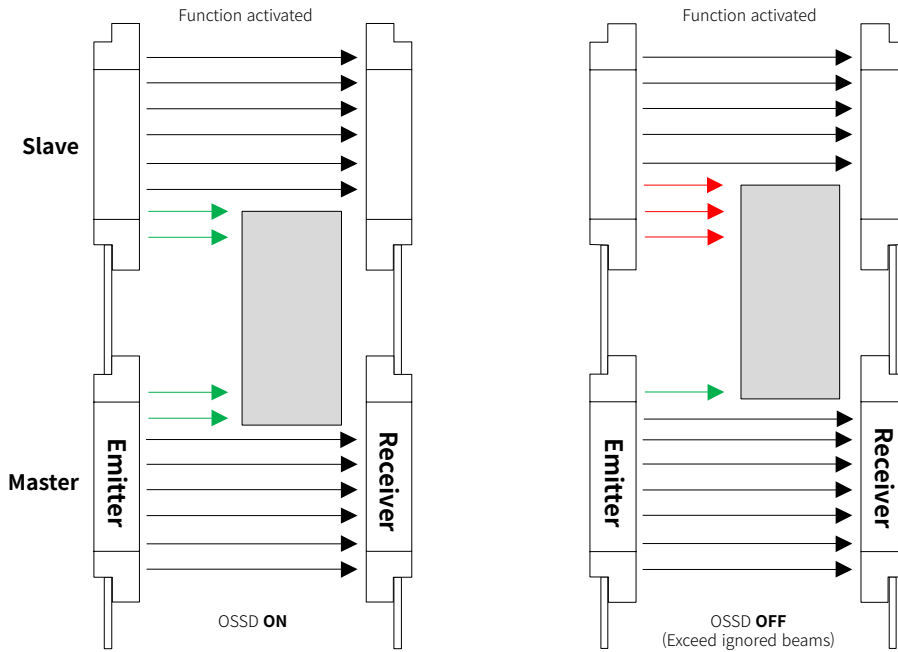 Function activated
Function activated
Slave
Emitter
Receiver
Emitter
Receiver
Master
OSSD ON
OSSD OFF
(Exceed ignored beams)